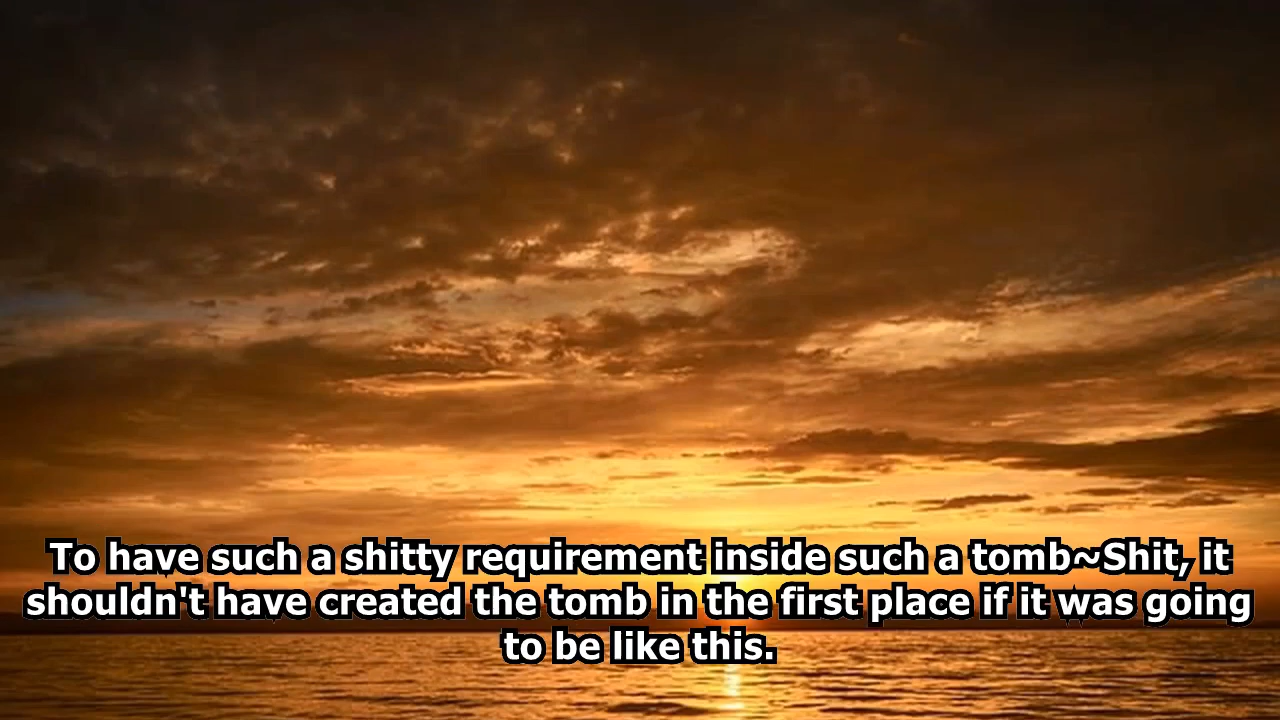 To have such a shitty requirement inside such a tomb~Shit, it
shouldn't have created the tomb in the first place if it was going
to be like this.